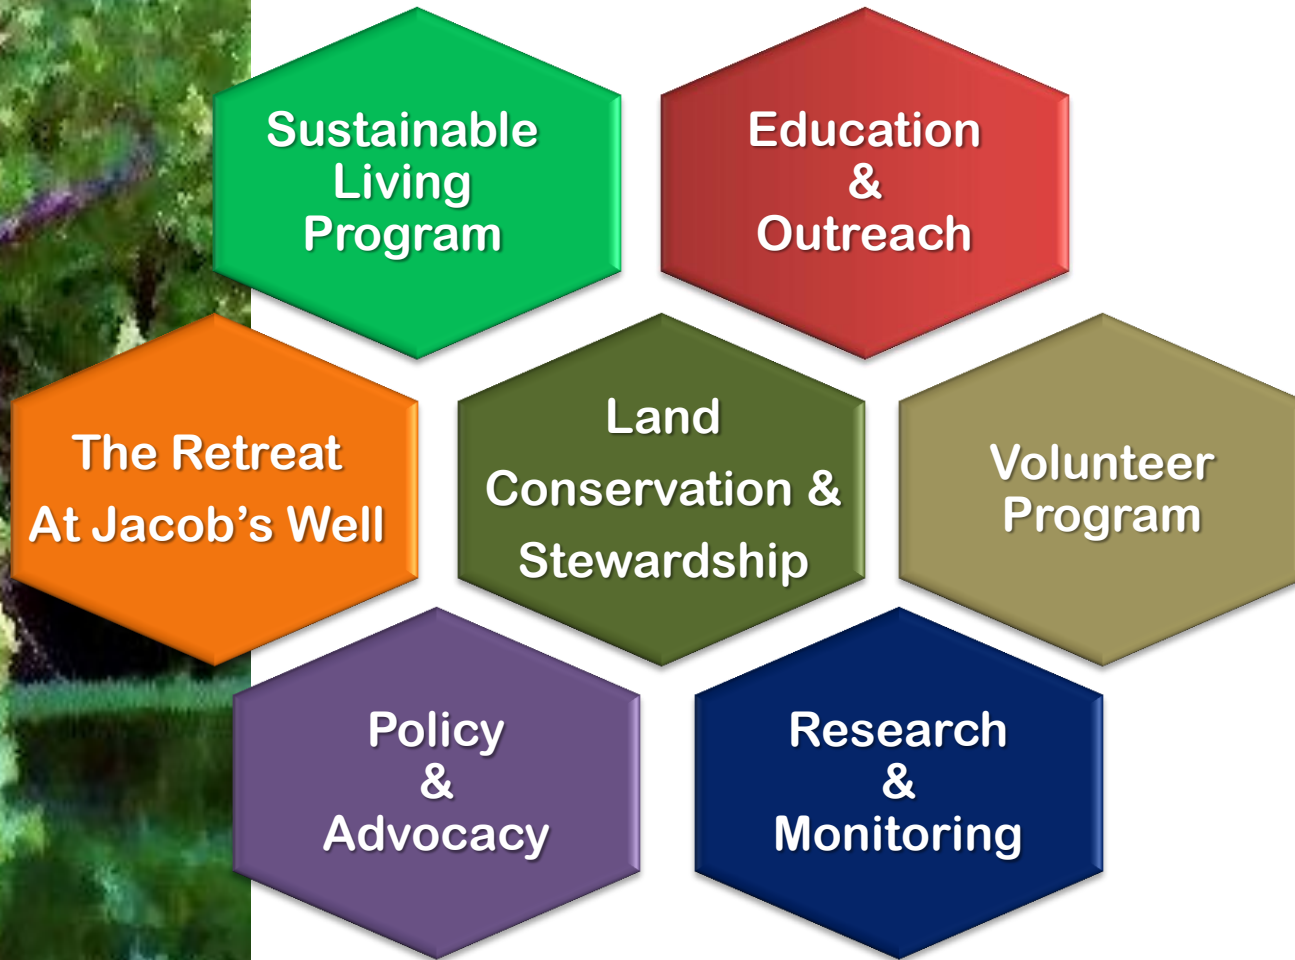 Sustainable
Living
Program
Education
&
Outreach
The Retreat
At Jacob’s Well
Land
Conservation &
Stewardship
Volunteer
Program
Policy
&
Advocacy
Research
&
Monitoring